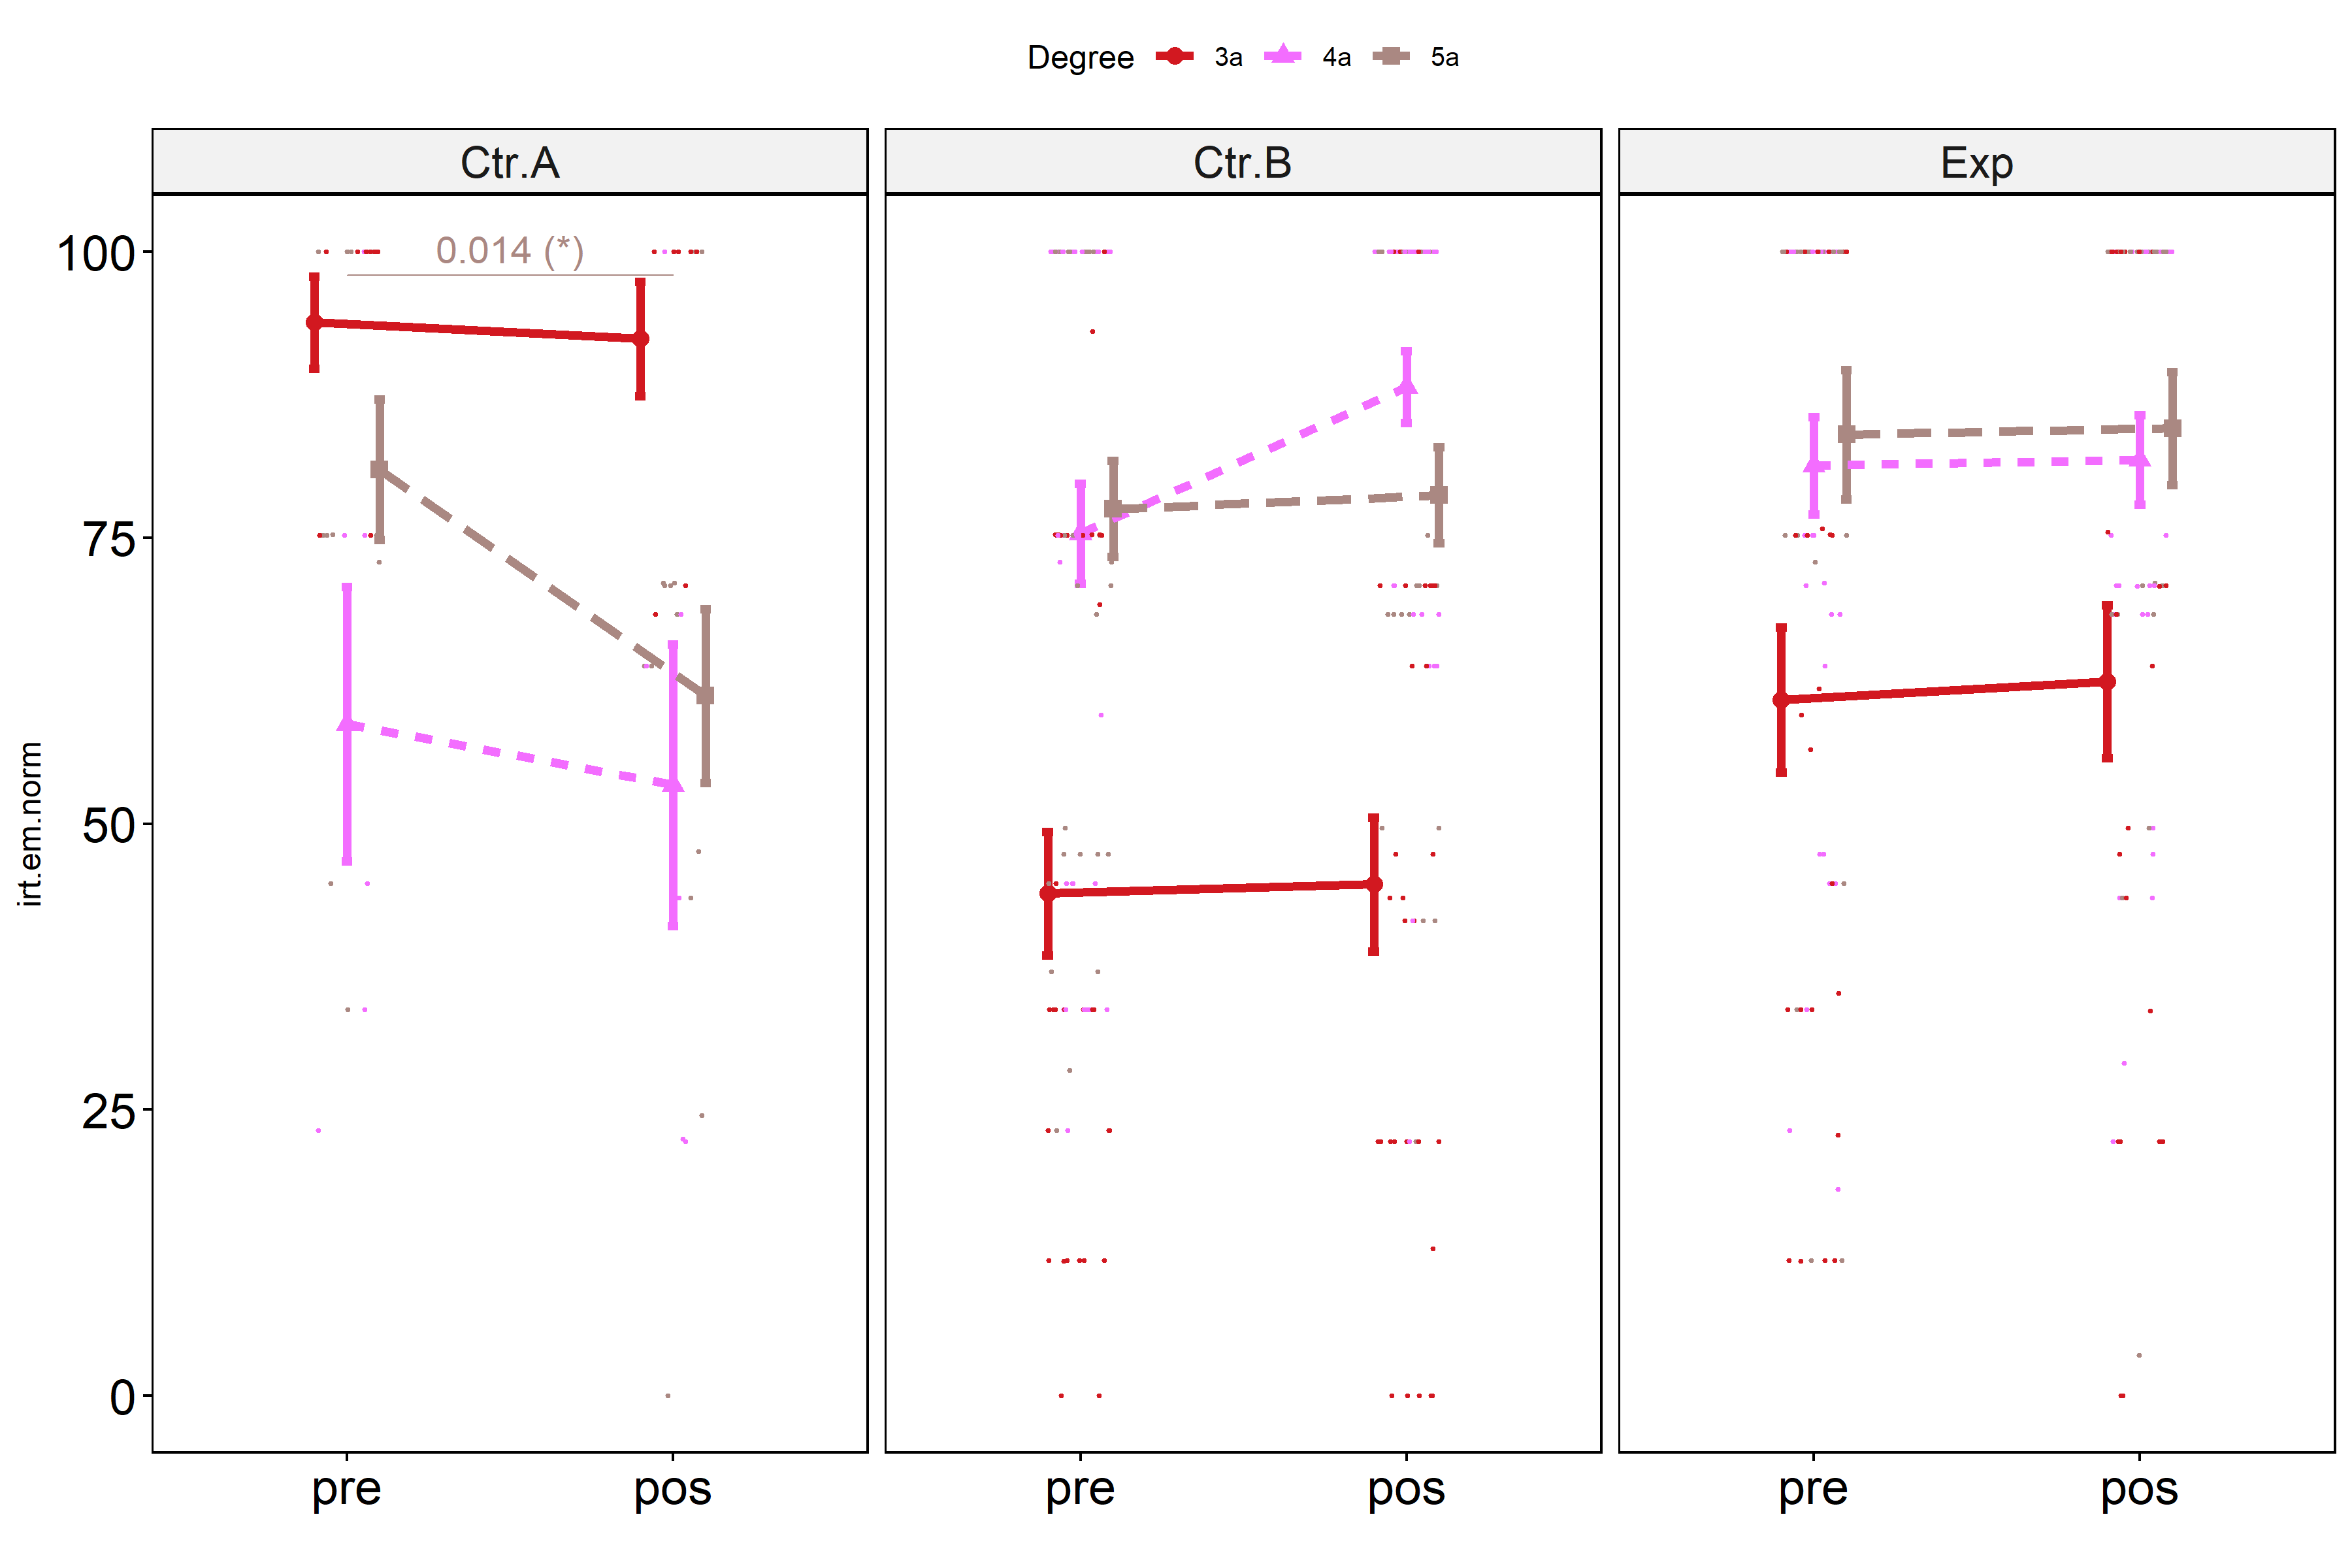 Degree 3a 4a 5a
Ctr.A Ctr.B Exp
0.014 (*)
100
75
50
25
0
irt.em.norm
pre pos pre pos pre pos